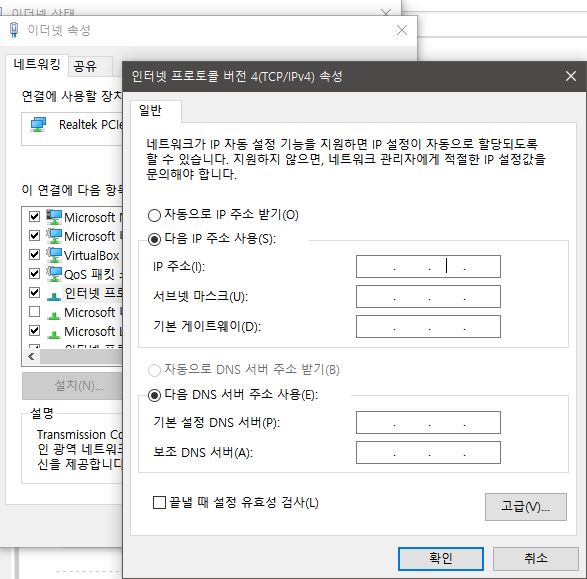 이더넷 상태
이더넷 속성
네트워킹
공유
연결에 사용할 장치
Realtek PCIe
이 연결에 다음 항목
Microsoft
Microsoft
VirtualBox
QoS 패킷
인터넷 프로
Microsoft
Microsoft
설치(N)...
설명
Transmission Co
인 광역 네트워크
신을 제공합니다
인터넷 프로토콜 버전 4(TCP/IPv4) 속성
일반
네트워크가 IP 자동 설정 기능을 지원하면 IP 설정이 자동으로 할당되도록
할 수 있습니다. 지원하지 않으면, 네트워크 관리자에게 적절한 IP 설정값을
문의해야 합니다.
자동으로 IP 주소 받기(O)
다음 IP 주소 사용(S):
IP 주소(I):
서브넷 마스크(U):
기본 게이트웨이(D):
자동으로 DNS 서버 주소 받기(B)
다음 DNS 서버 주소 사용(E):
기본 설정 DNS 서버(P):
보조 DNS 서버(A):
끝낼 때 설정 유효성 검사(L)
고급(V)...
확인
취소